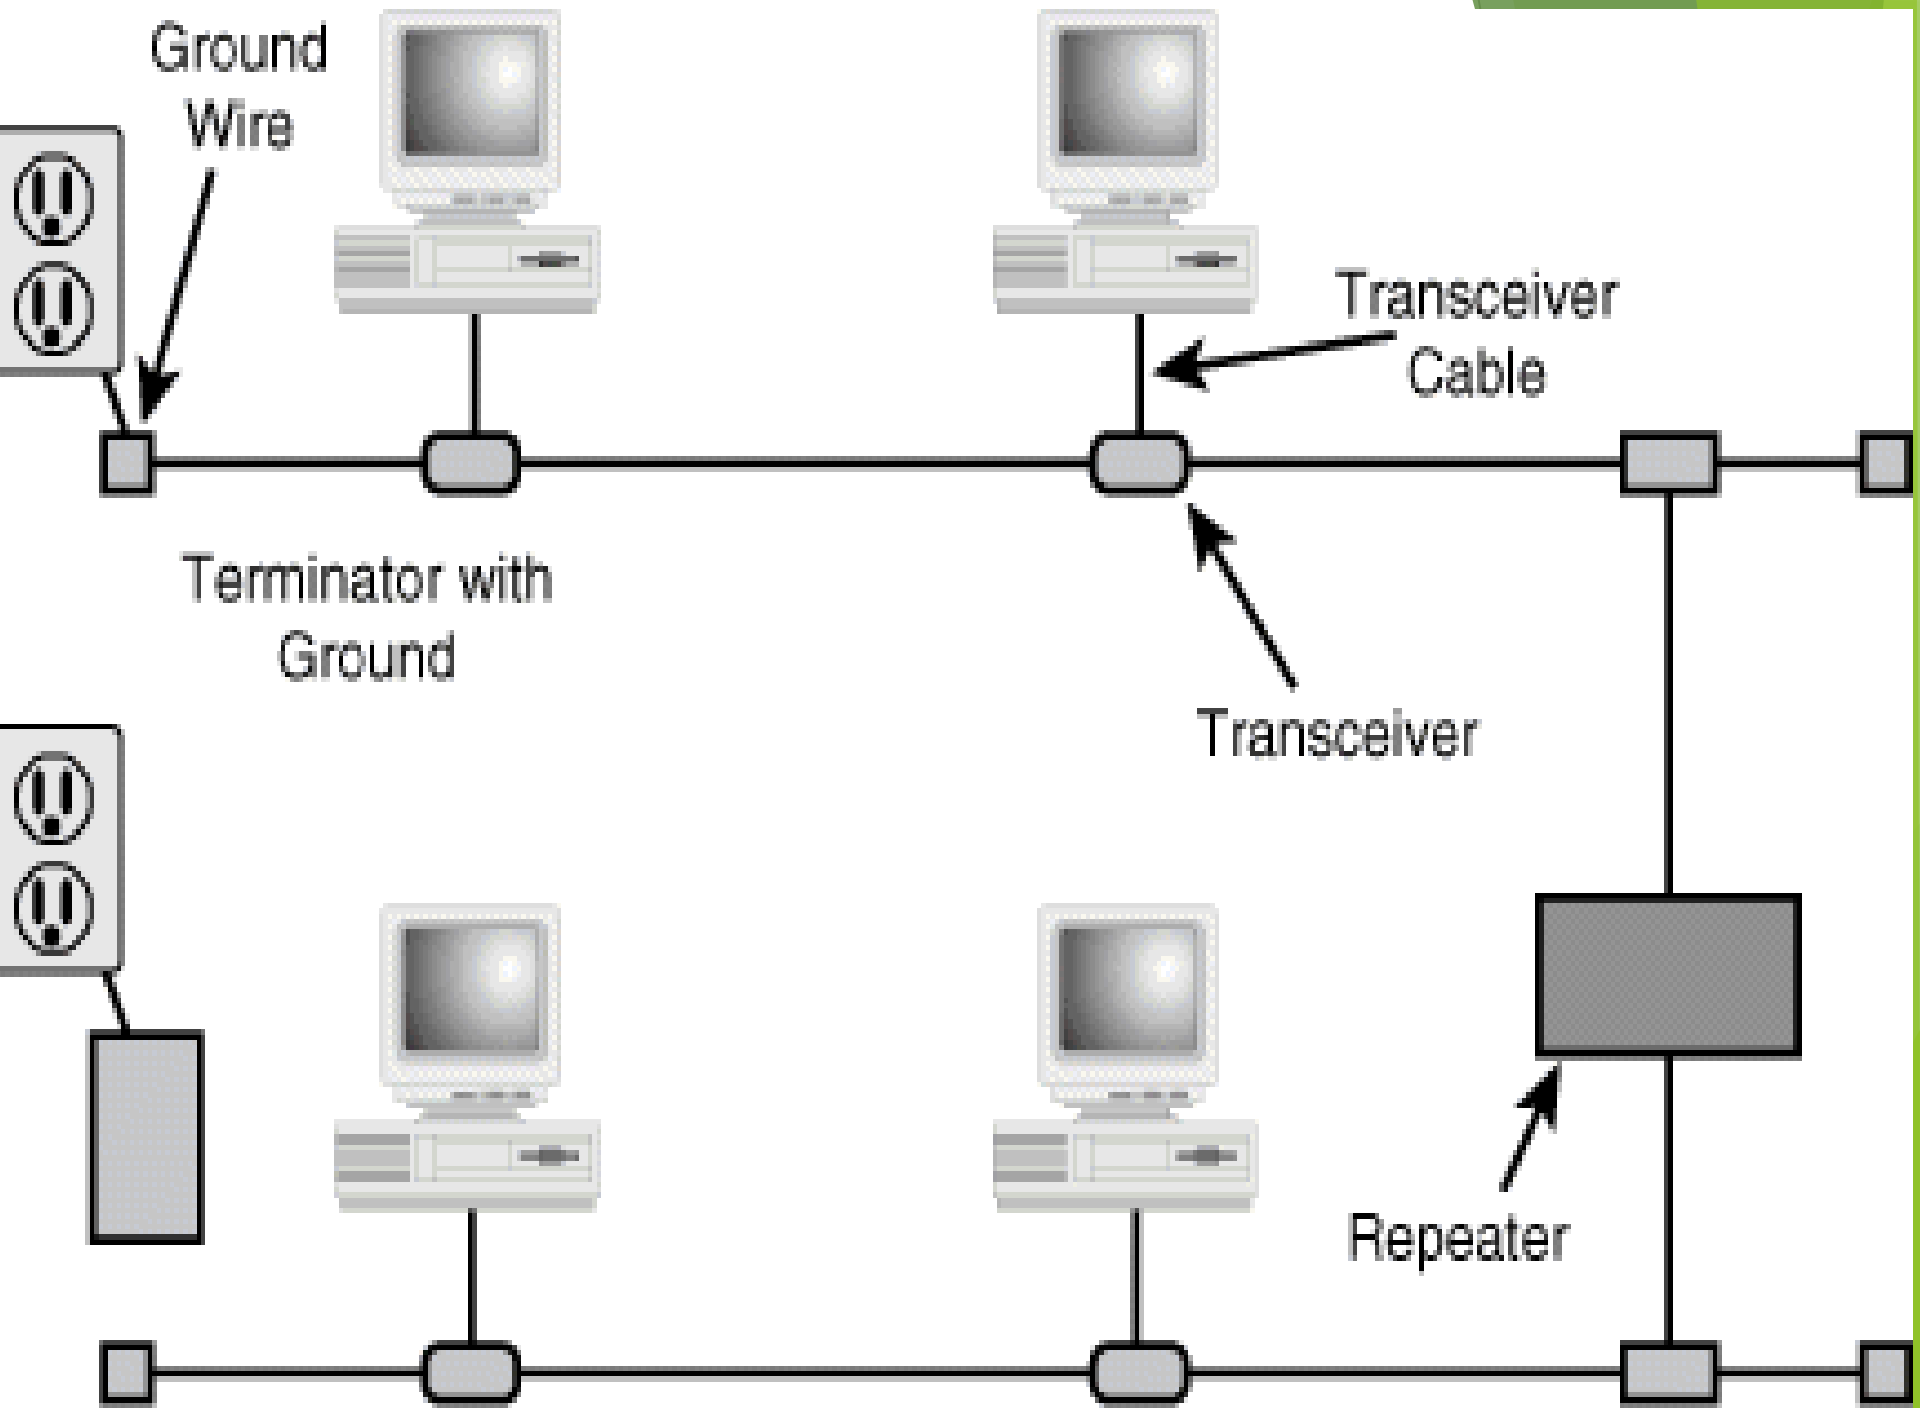 Ground
Wire
Transceiver
Cable
Terminator with
Ground
Transceiver
Repeater